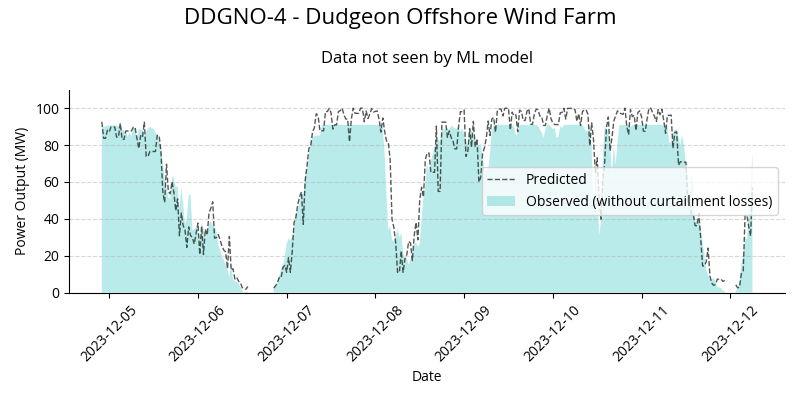 DDGNO-4 - Dudgeon Offshore Wind Farm
Data not seen by ML model
Power Output (MW)
100
80
60
40
20
0
Predicted
Observed (without curtailment losses)
2023-12-05
2023-12-06
2023-12-07
2023-12-08
2023-12-09
2023-12-10
2023-12-11
2023-12-12
Date